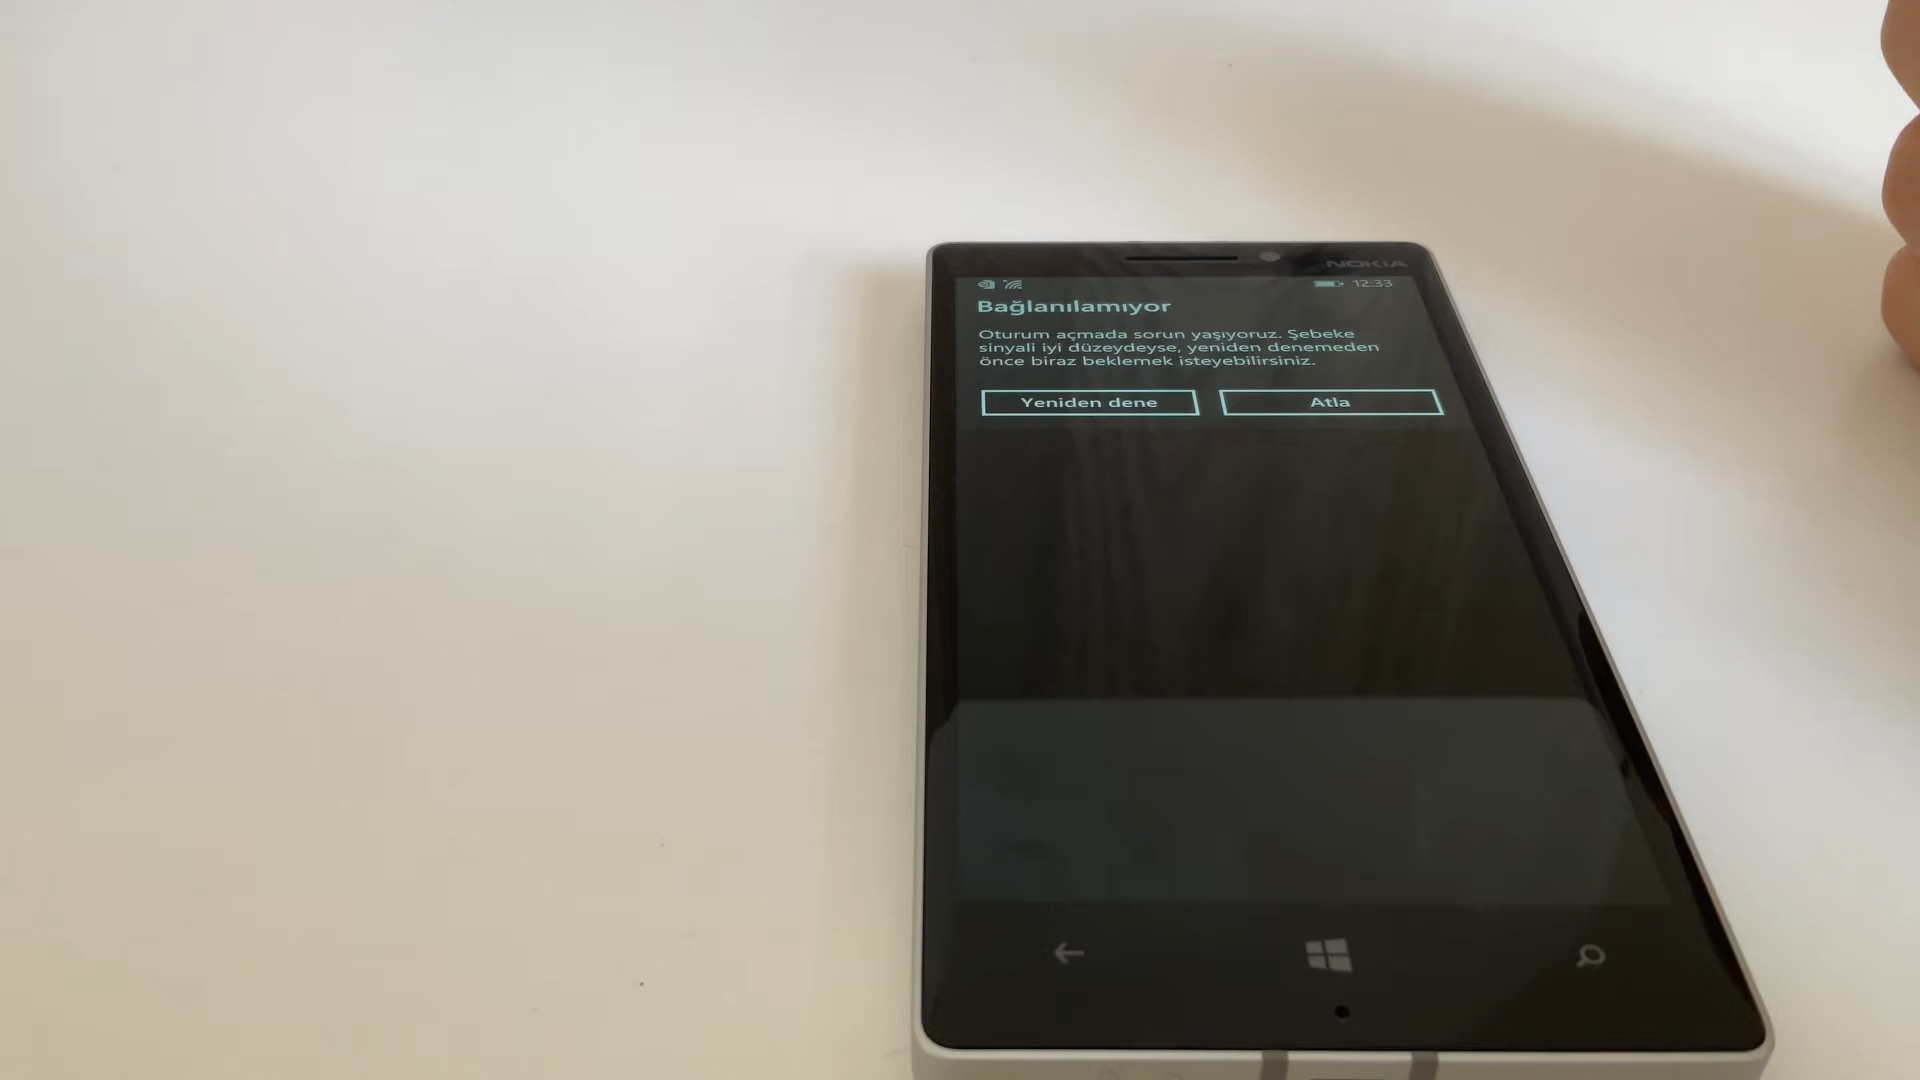 NOKIA
12:33
Bağlanılamıyor
Oturum açmada sorun yaşıyoruz. Şebeke
sinyali iyi düzeydeyse, yeniden denemeden
önce biraz beklemek isteyebilirsiniz.
Yeniden dene
Atla